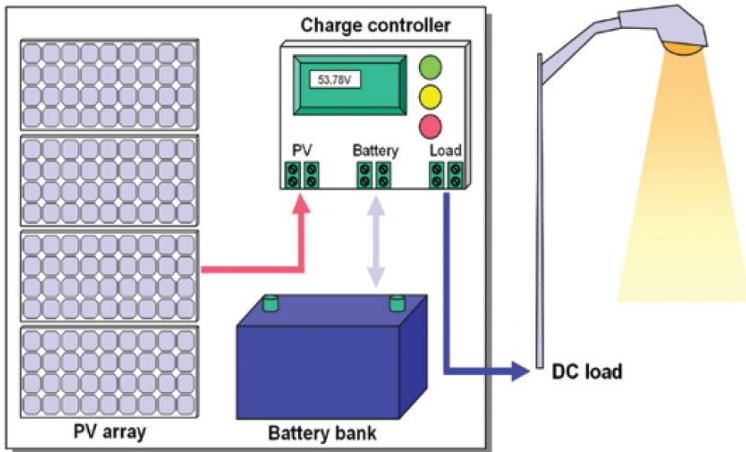 Charge controller
53,78V
PV Battery Load
DC load
PV array
Battery bank